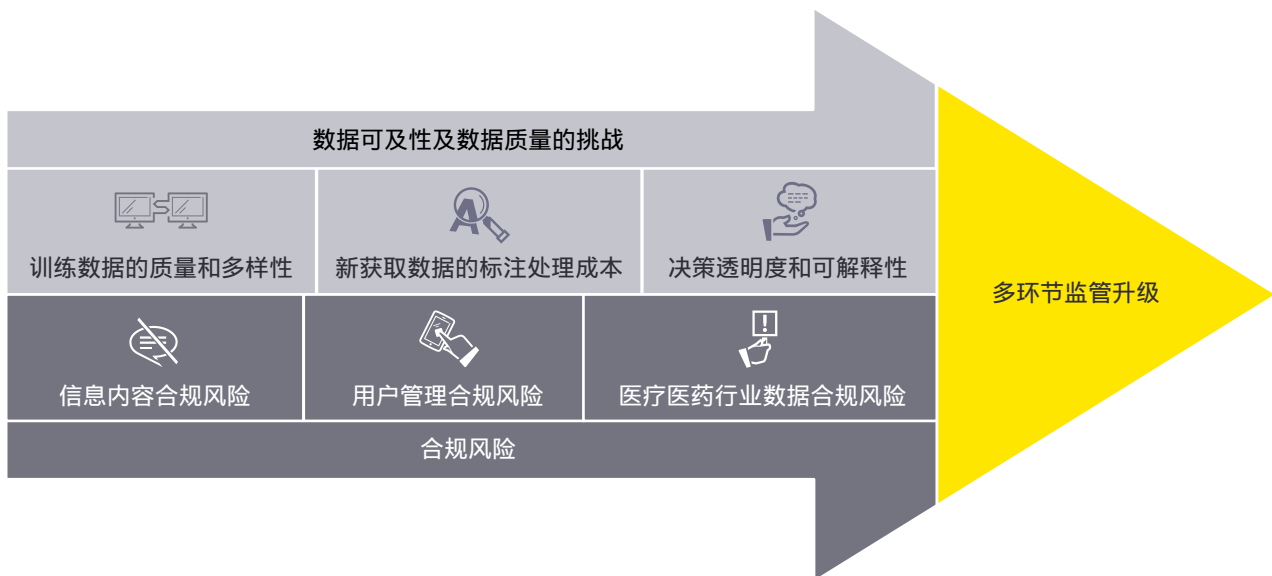 数据可及性及数据质量的挑战
训练数据的质量和多样性
新获取数据的标注处理成本
决策透明度和可解释性
多环节监管升级
信息内容合规风险
用户管理合规风险
医疗医药行业数据合规风险
合规风险